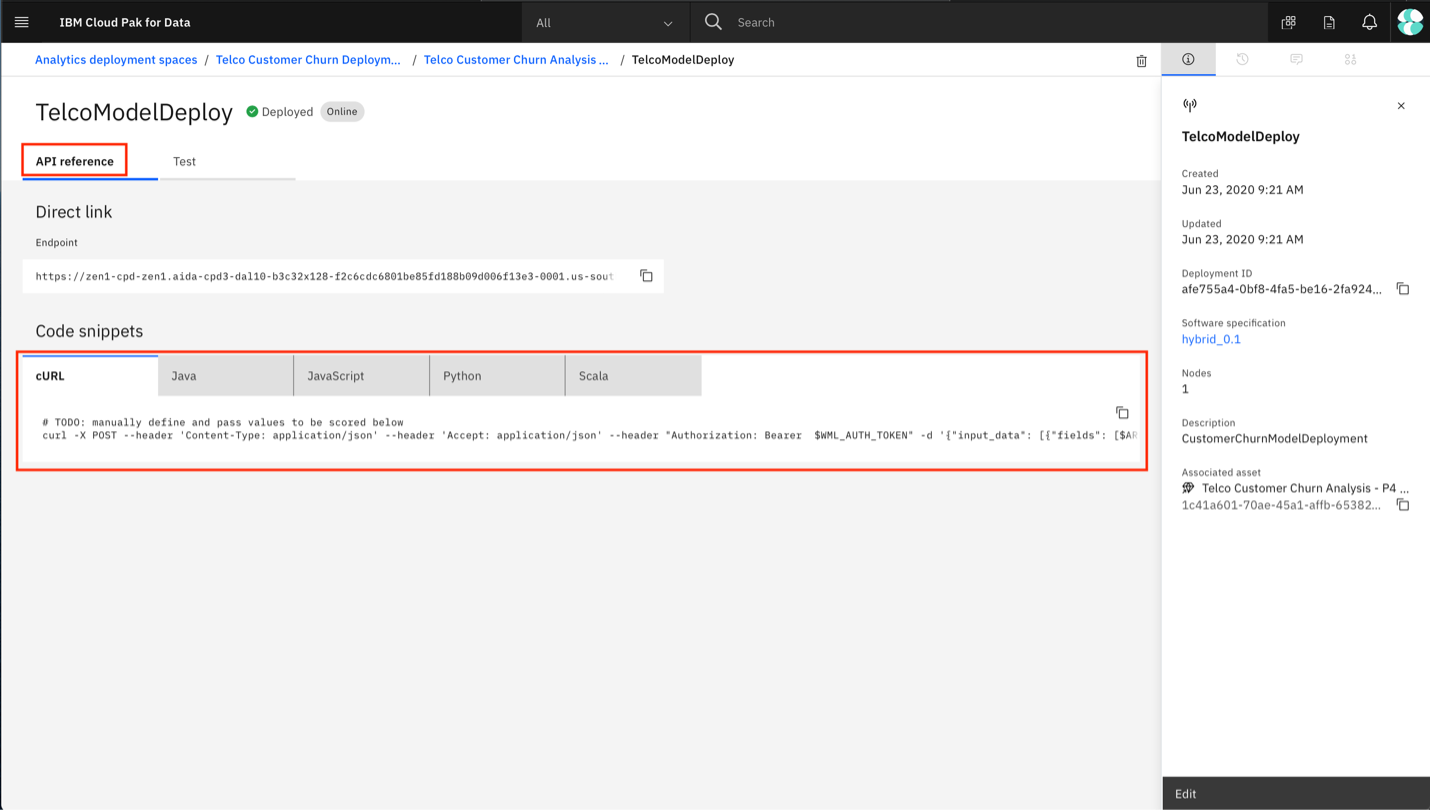 IBM Cloud Pak for Data
All
Search
Analytics deployment spaces / Telco Customer Churn Deploym... / Telco Customer Churn Analysis ... / TelcoModelDeploy
TelcoModelDeploy
Deployed
Online
API reference
Test
Direct link
Endpoint
https://zen1-cpd-zen1.aida-cpd3-dal10-b3c32x128-f2c6cdc6801be85fd188b09d006f13e3-0001.us-sout
Code snippets
cURL
Java
JavaScript
Python
Scala
# TODO: manually define and pass values to be scored below
curl -X POST --header 'Content-Type: application/json' --header 'Accept: application/json' --header "Authorization: Bearer  $WML_AUTH_TOKEN" -d '{"input_data": [{"fields": [$AR
TelcoModelDeploy
Created
Jun 23, 2020 9:21 AM
Updated
Jun 23, 2020 9:21 AM
Deployment ID
afe755a4-0bf8-4fa5-be16-2fa924...
Software specification
hybrid_0.1
Nodes
1
Description
CustomerChurnModelDeployment
Associated asset
Telco Customer Churn Analysis - P4 ...
1c41a601-70ae-45a1-affb-65382...
Edit